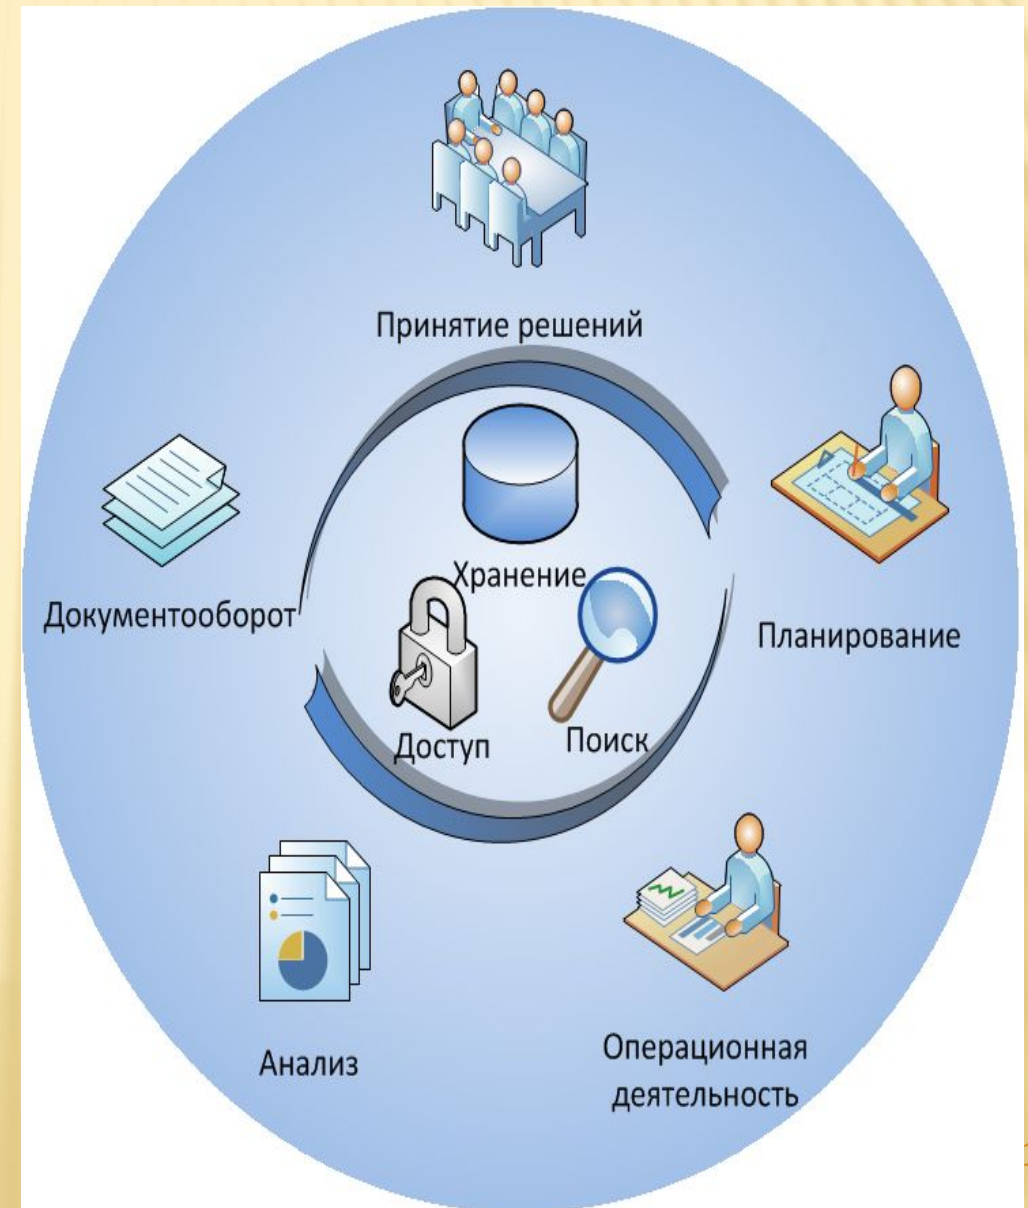 Принятие решений
Хранение
Документооборот
Планирование
Доступ
Поиск
Анализ
Операционная
деятельность